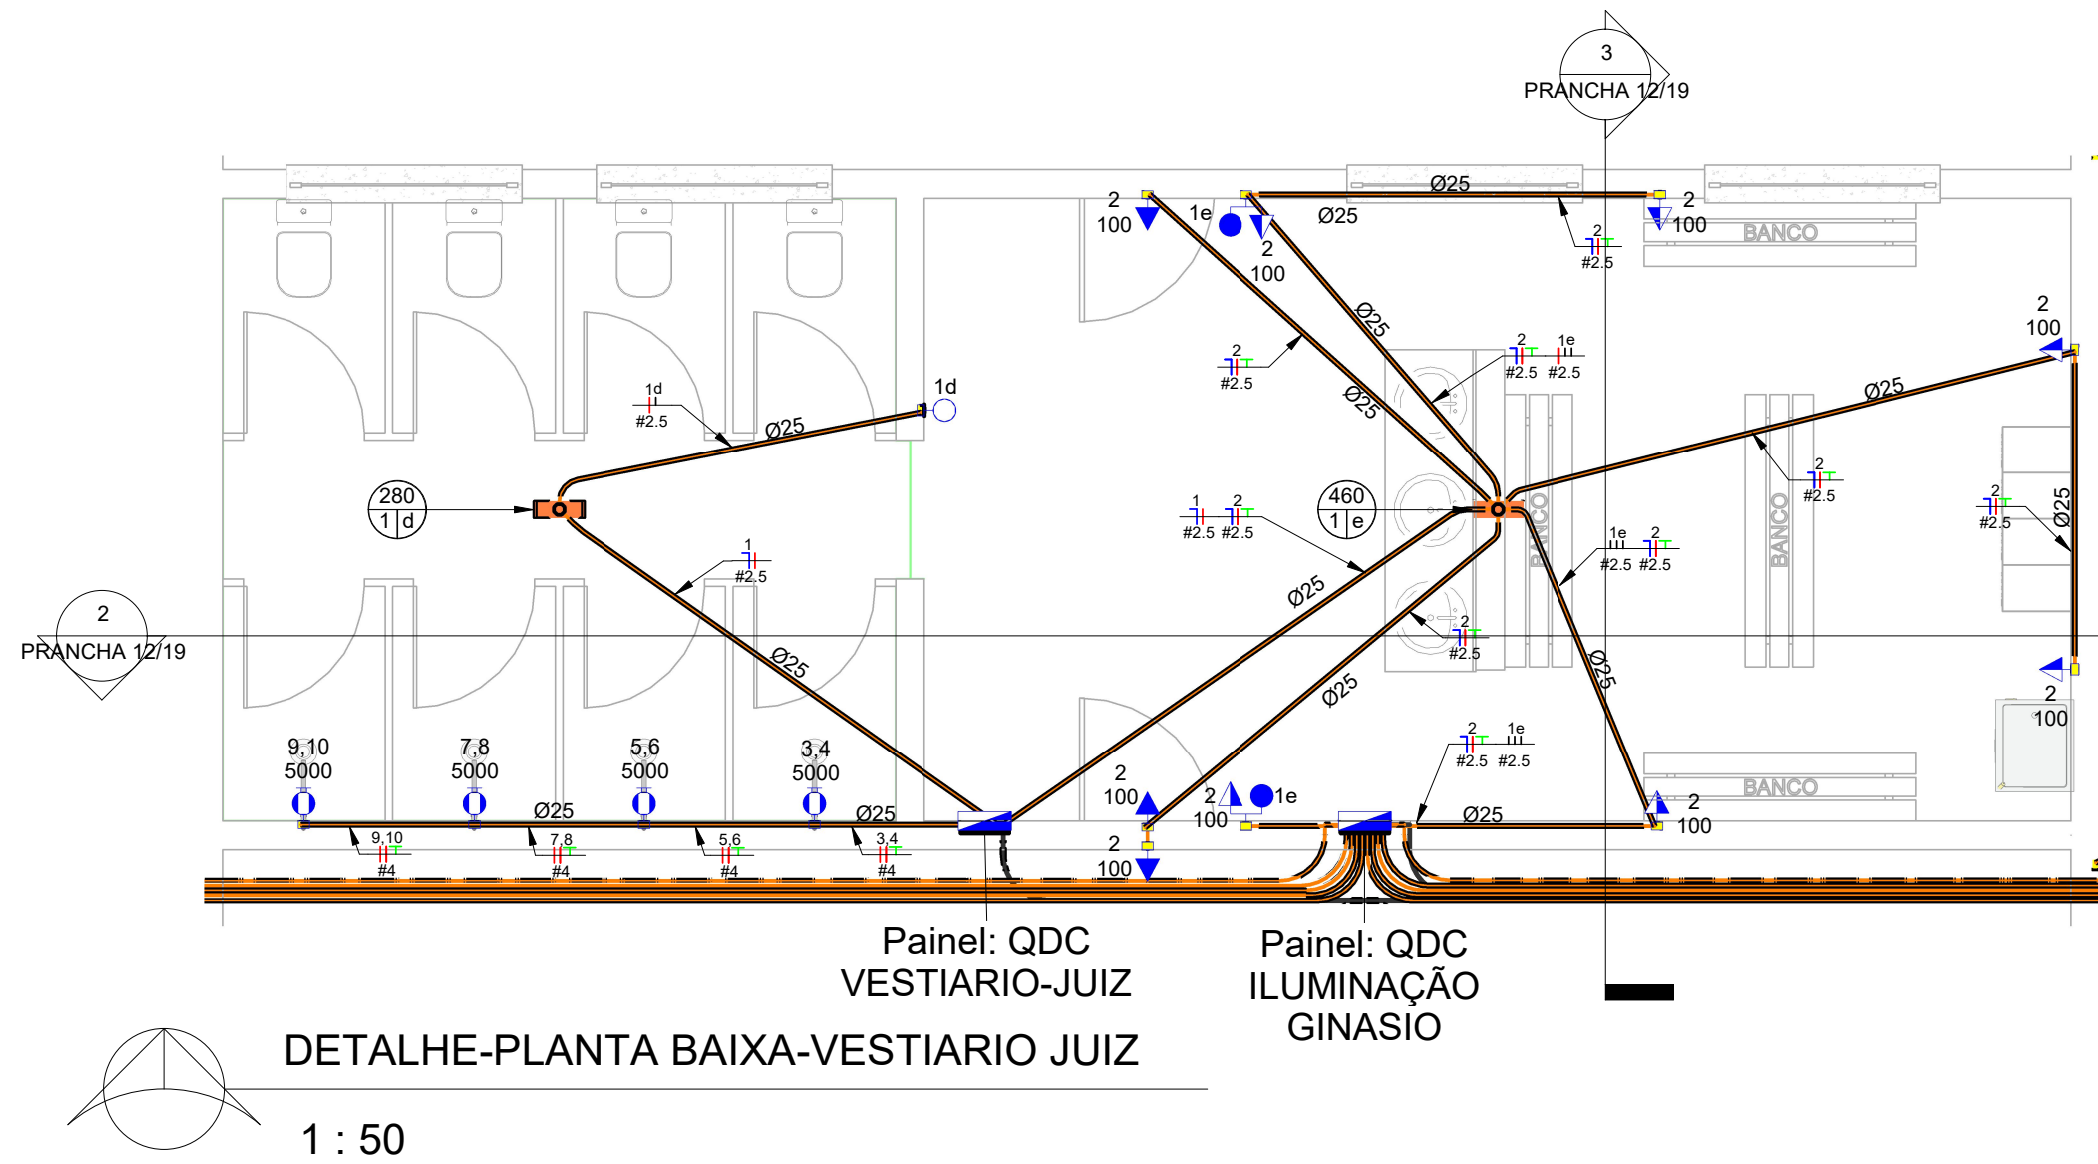 3
PRANCHA 12/19
Ø25
2
100
1e
Ø25
2
100
BANCO
2
#2.5
2
100
2
100
Ø25
2
#2.5
2
#2.5
1e
#2.5
Ø25
Ø25
1d
#2.5
Ø25
1d
2
#2.5
280
1 d
1
#2.5
2
#2.5
460
1 e
BANCO
BANCO
2
#2.5
Ø25
1e
#2.5
2
#2.5
1
#2.5
Ø25
2
PRANCHA 12/19
2
#2.5
Ø25
Ø25
Ø25
2
100
2
#2.5
1e
#2.5
9,10
5000
7,8
5000
5,6
5000
3,4
5000
2
100
2
100
1e
BANCO
2
100
Ø25
Ø25
Ø25
9,10
#4
7,8
#4
5,6
#4
3,4
#4
2
100
Painel: QDC
VESTIARIO-JUIZ
Painel: QDC
ILUMINAÇÃO
GINASIO
DETALHE-PLANTA BAIXA-VESTIARIO JUIZ
1 : 50